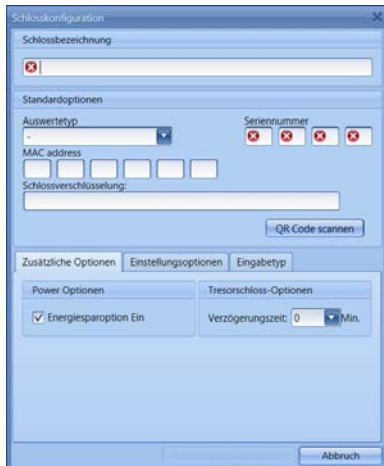 Schlosskonfiguration
Schlossbezeichnung
Standardoptionen
Auswertetyp Seriennummer
-
MAC address
Schlossverschlüsselung:
QR Code scannen
Zusätzliche Optionen Einstellungsoptionen Eingabetyp
Power Optionen Tresorschloss-Optionen
Energiesparoption Ein Verzögerungszeit: 0 Min.
Abbruch